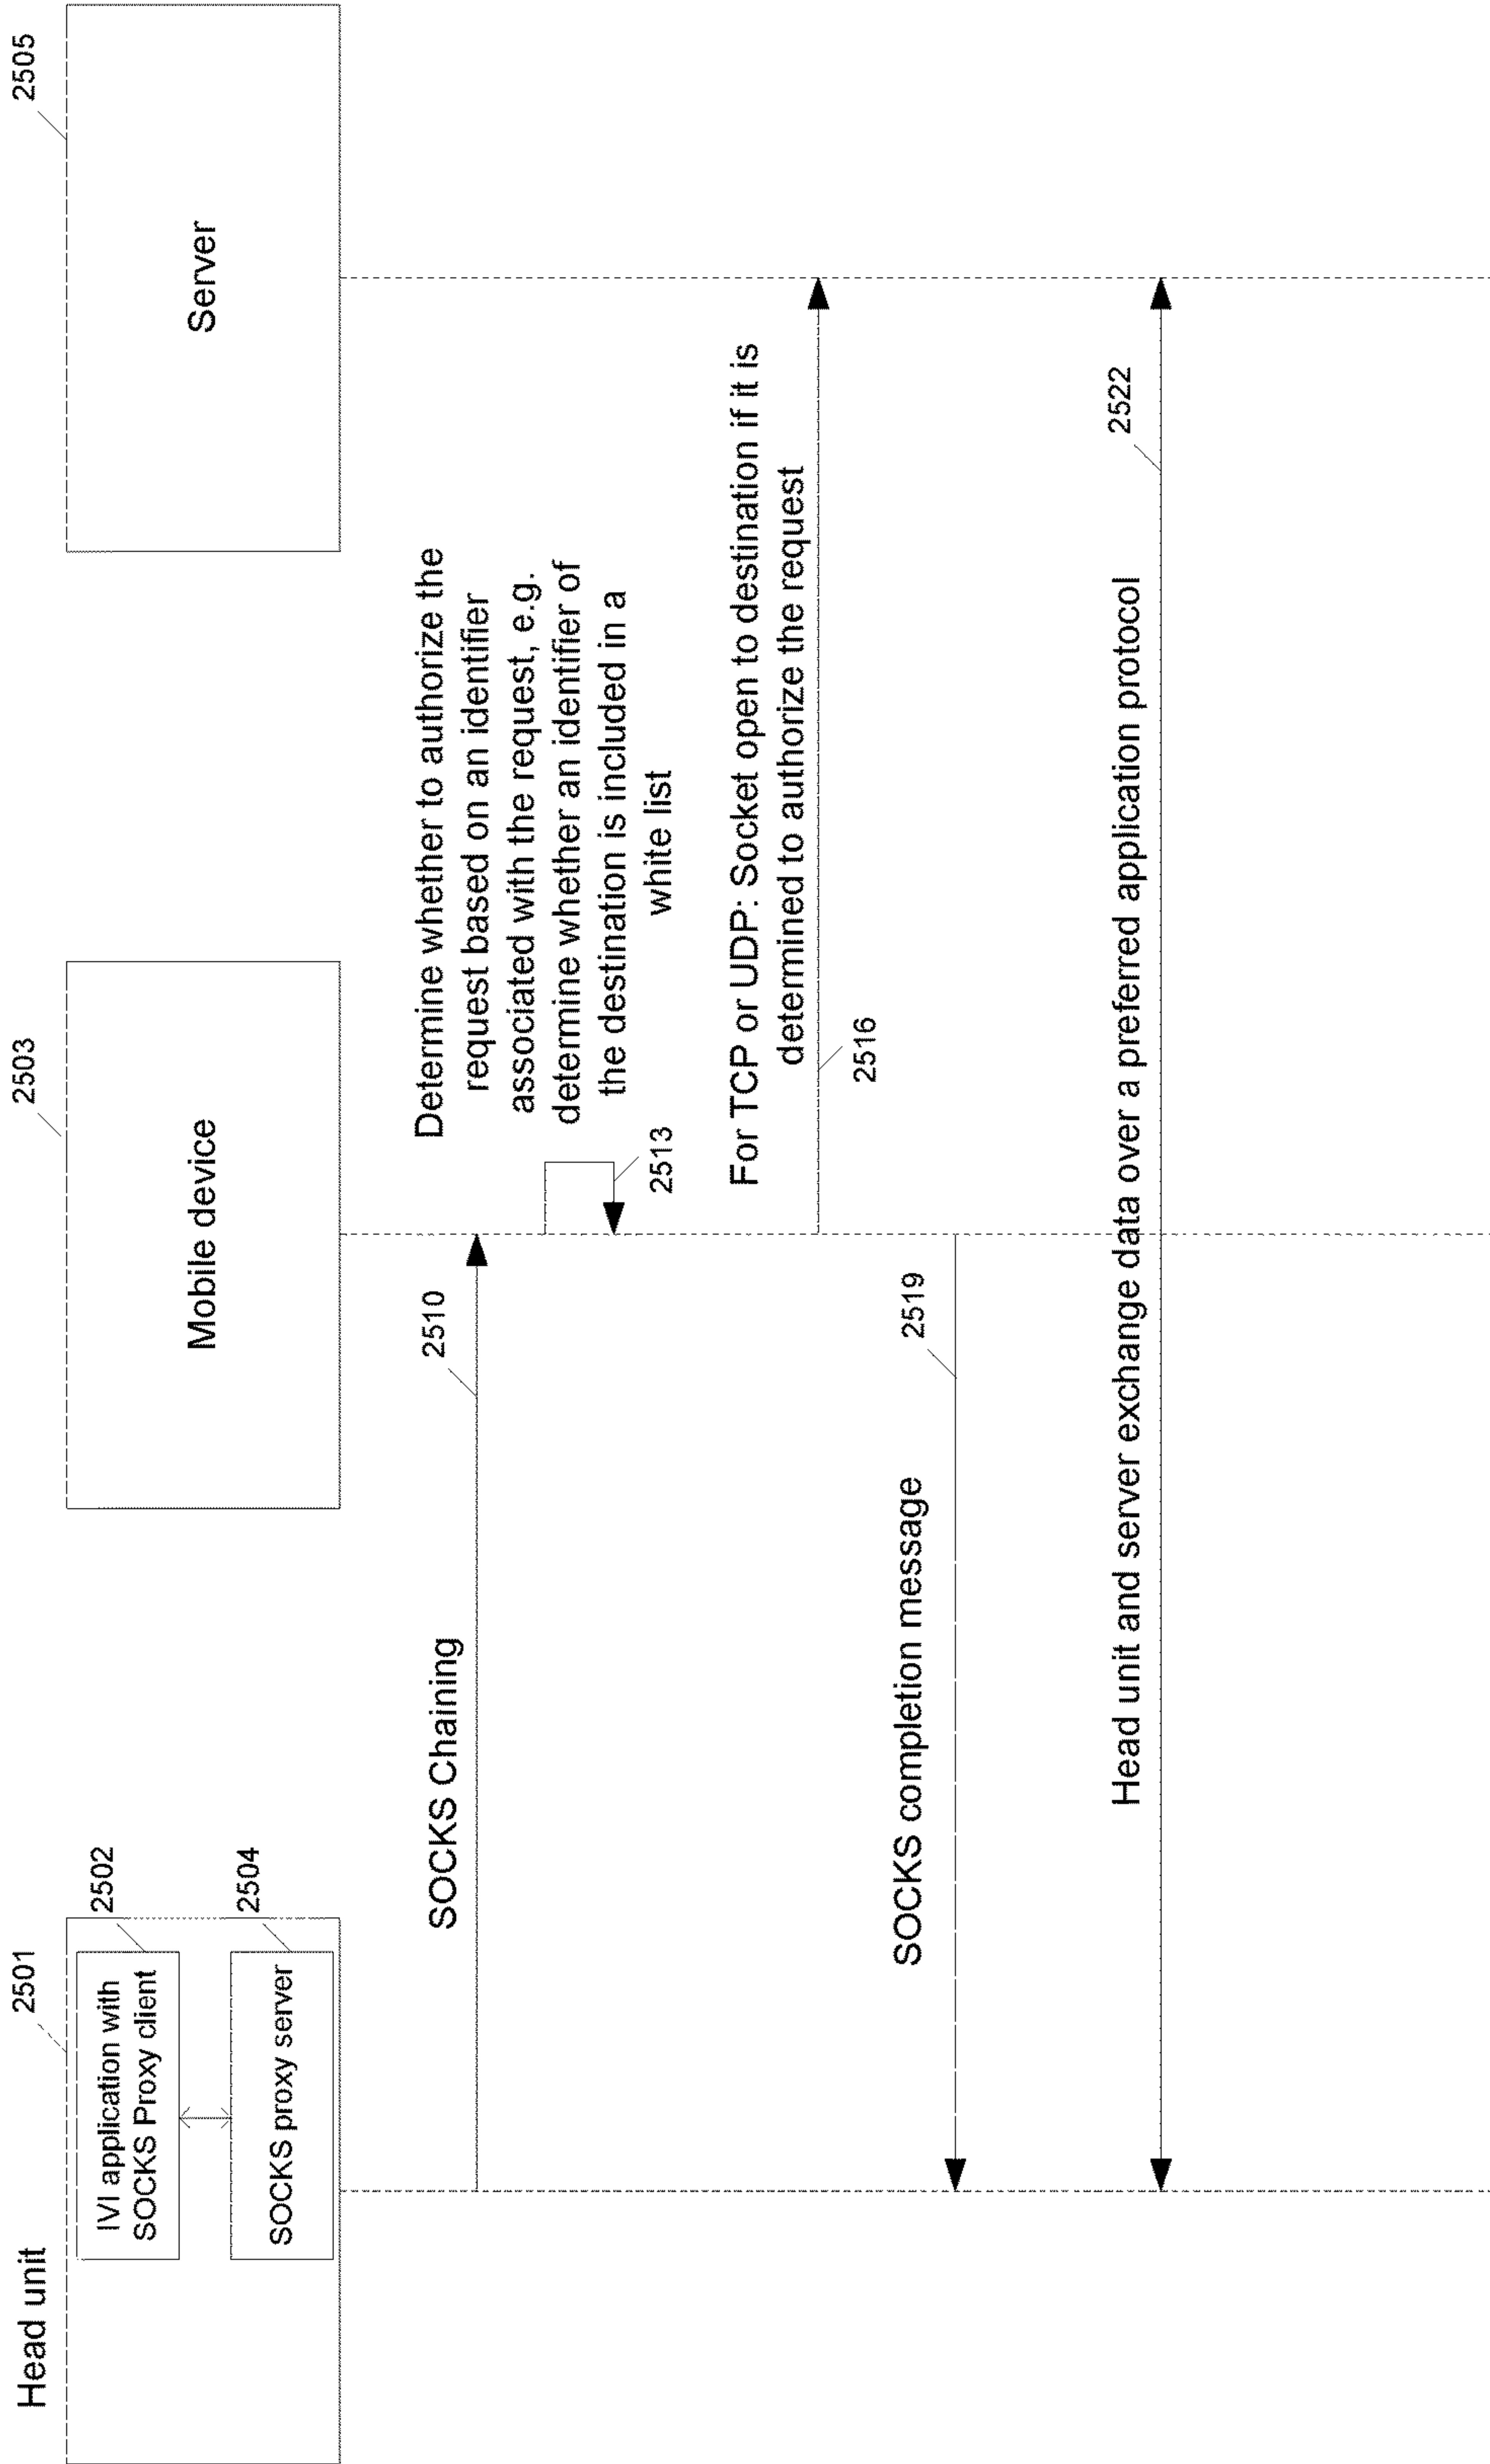 Head unit
2501
IVI application with
SOCKS Proxy client
2502
SOCKS proxy server
2504
Mobile device
2503
Server
2505
SOCKS Chaining
2510
Determine whether to authorize the
request based on an identifier
associated with the request, e.g.
determine whether an identifier of
the destination is included in a
white list
2513
For TCP or UDP: Socket open to destination if it is
determined to authorize the request
2516
SOCKS completion message
2519
Head unit and server exchange data over a preferred application protocol
2522